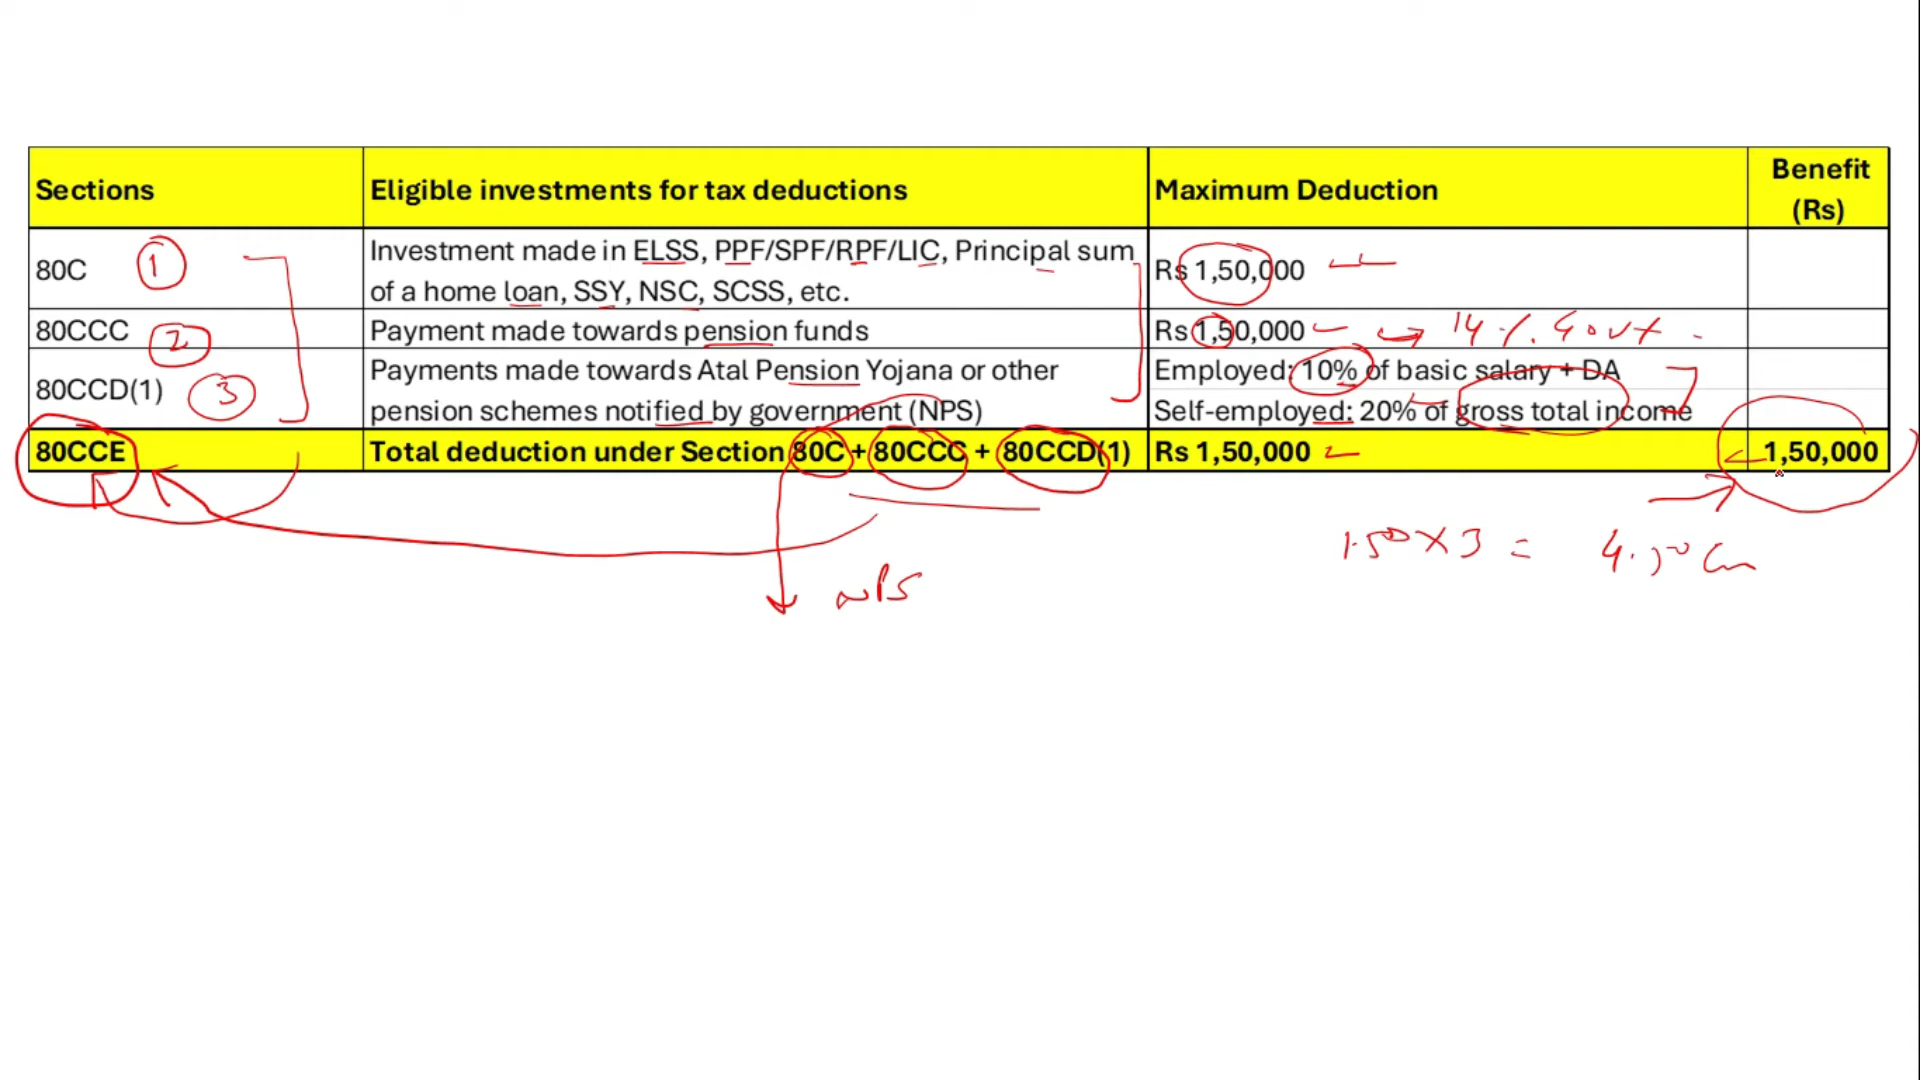 Sections Eligible investments for tax deductions Maximum Deduction Benefit
(Rs)
80C 1 Investment made in ELSS, PPF/SPF/RPF/LIC, Principal sum
of a home loan, SSY, NSC, SCSS, etc. Rs 1,50,000
80CCC 2 Payment made towards pension funds Rs 1,50,000 14%. Govt
80CCD(1) 3 Payments made towards Atal Pension Yojana or other
pension schemes notified by government (NPS) Employed: 10% of basic salary + DA
Self-employed: 20% of gross total income
80CCE Total deduction under Section 80C + 80CCC + 80CCD(1) Rs 1,50,000 1,50,000
1.50 X 3 =
NPS